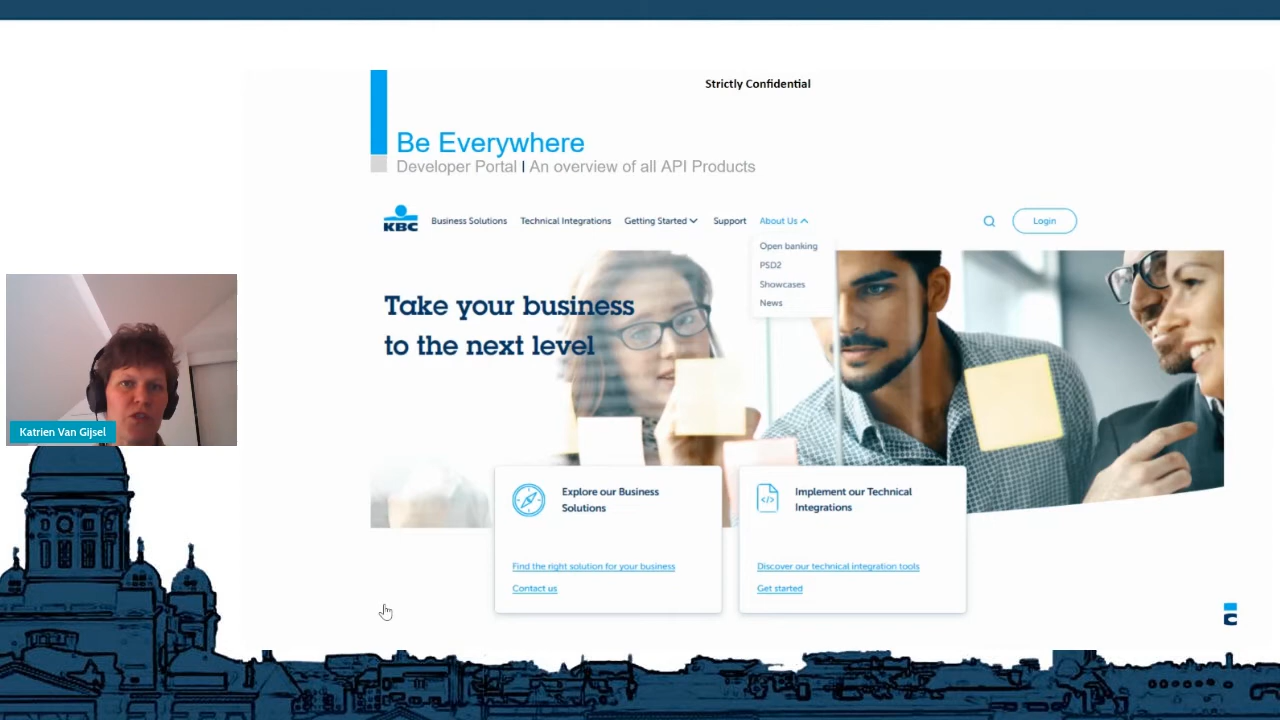 Strictly Confidential
Be Everywhere
Developer Portal | An overview of all API Products
KBC
Business Solutions
Technical Integrations
Getting Started
Support
About Us
Login
Open banking
PSD2
Showcases
News
Take your business
to the next level
Katrien Van Gijsel
Explore our Business
Solutions
Find the right solution for your business
Contact us
</>
Implement our Technical
Integrations
Discover our technical integration tools
Get started
C